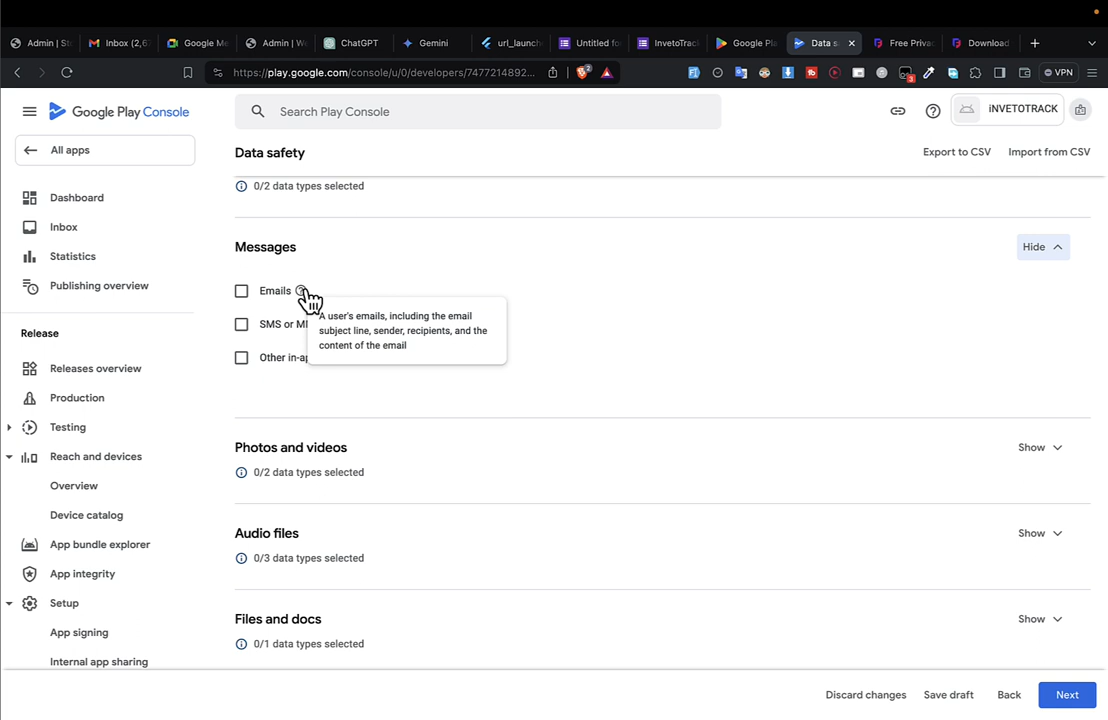 Admin | St
Inbox (2,6
Google Me
Admin | W
ChatGPT
Gemini
url_launch
Untitled fo
InvetoTrac
Google Pla
Data s
Free Priva
Download
https://play.google.com/console/u/0/developers/7477214892...
2
3
VPN
Google Play Console
Search Play Console
iNVETOTRACK
All apps
Data safety
Export to CSV
Import from CSV
0/2 data types selected
Dashboard
Inbox
Statistics
Publishing overview
Messages
Hide
Emails
SMS or M
Other in-ap
A user's emails, including the email
subject line, sender, recipients, and the
content of the email
Release
Releases overview
Production
Testing
Reach and devices
Overview
Device catalog
App bundle explorer
App integrity
Setup
App signing
Internal app sharing
Photos and videos
Show
0/2 data types selected
Audio files
Show
0/3 data types selected
Files and docs
Show
0/1 data types selected
Discard changes
Save draft
Back
Next